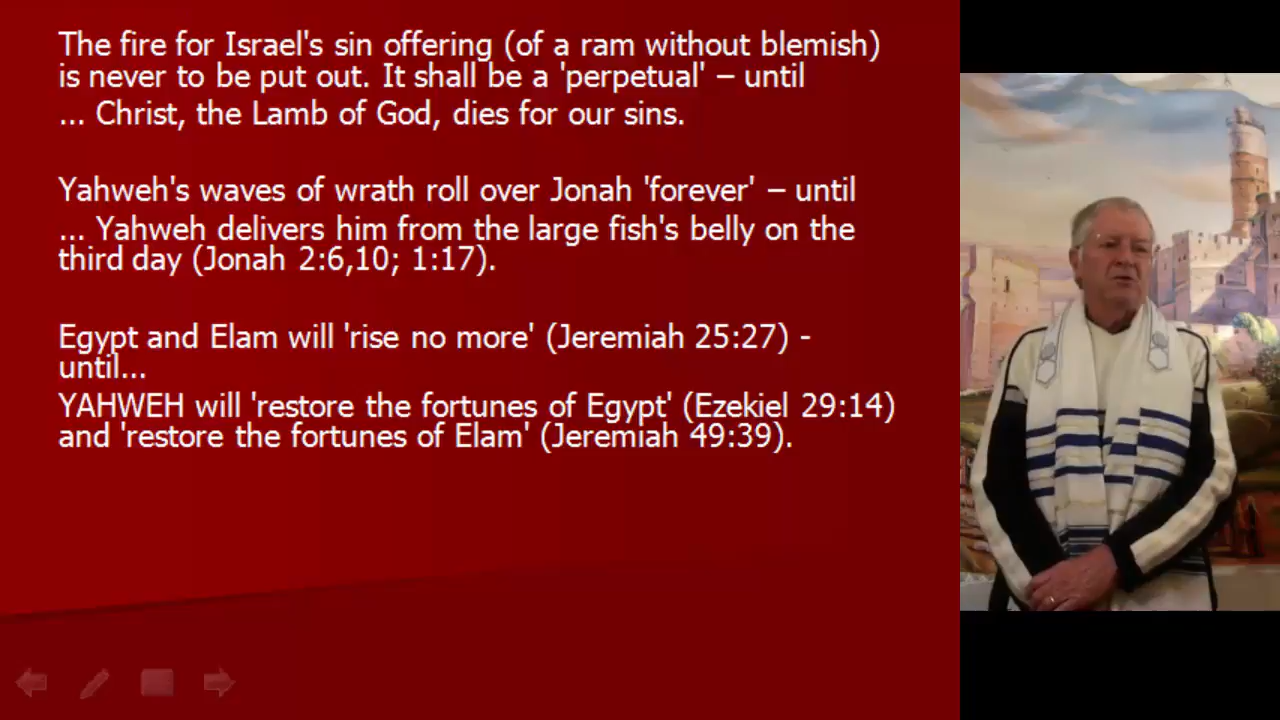 The fire for Israel's sin offering (of a ram without blemish)
is never to be put out. It shall be a 'perpetual' – until
... Christ, the Lamb of God, dies for our sins.
Yahweh's waves of wrath roll over Jonah 'forever' – until
... Yahweh delivers him from the large fish's belly on the
third day (Jonah 2:6,10; 1:17).
Egypt and Elam will 'rise no more' (Jeremiah 25:27) -
until...
YAHWEH will 'restore the fortunes of Egypt' (Ezekiel 29:14)
and 'restore the fortunes of Elam' (Jeremiah 49:39).